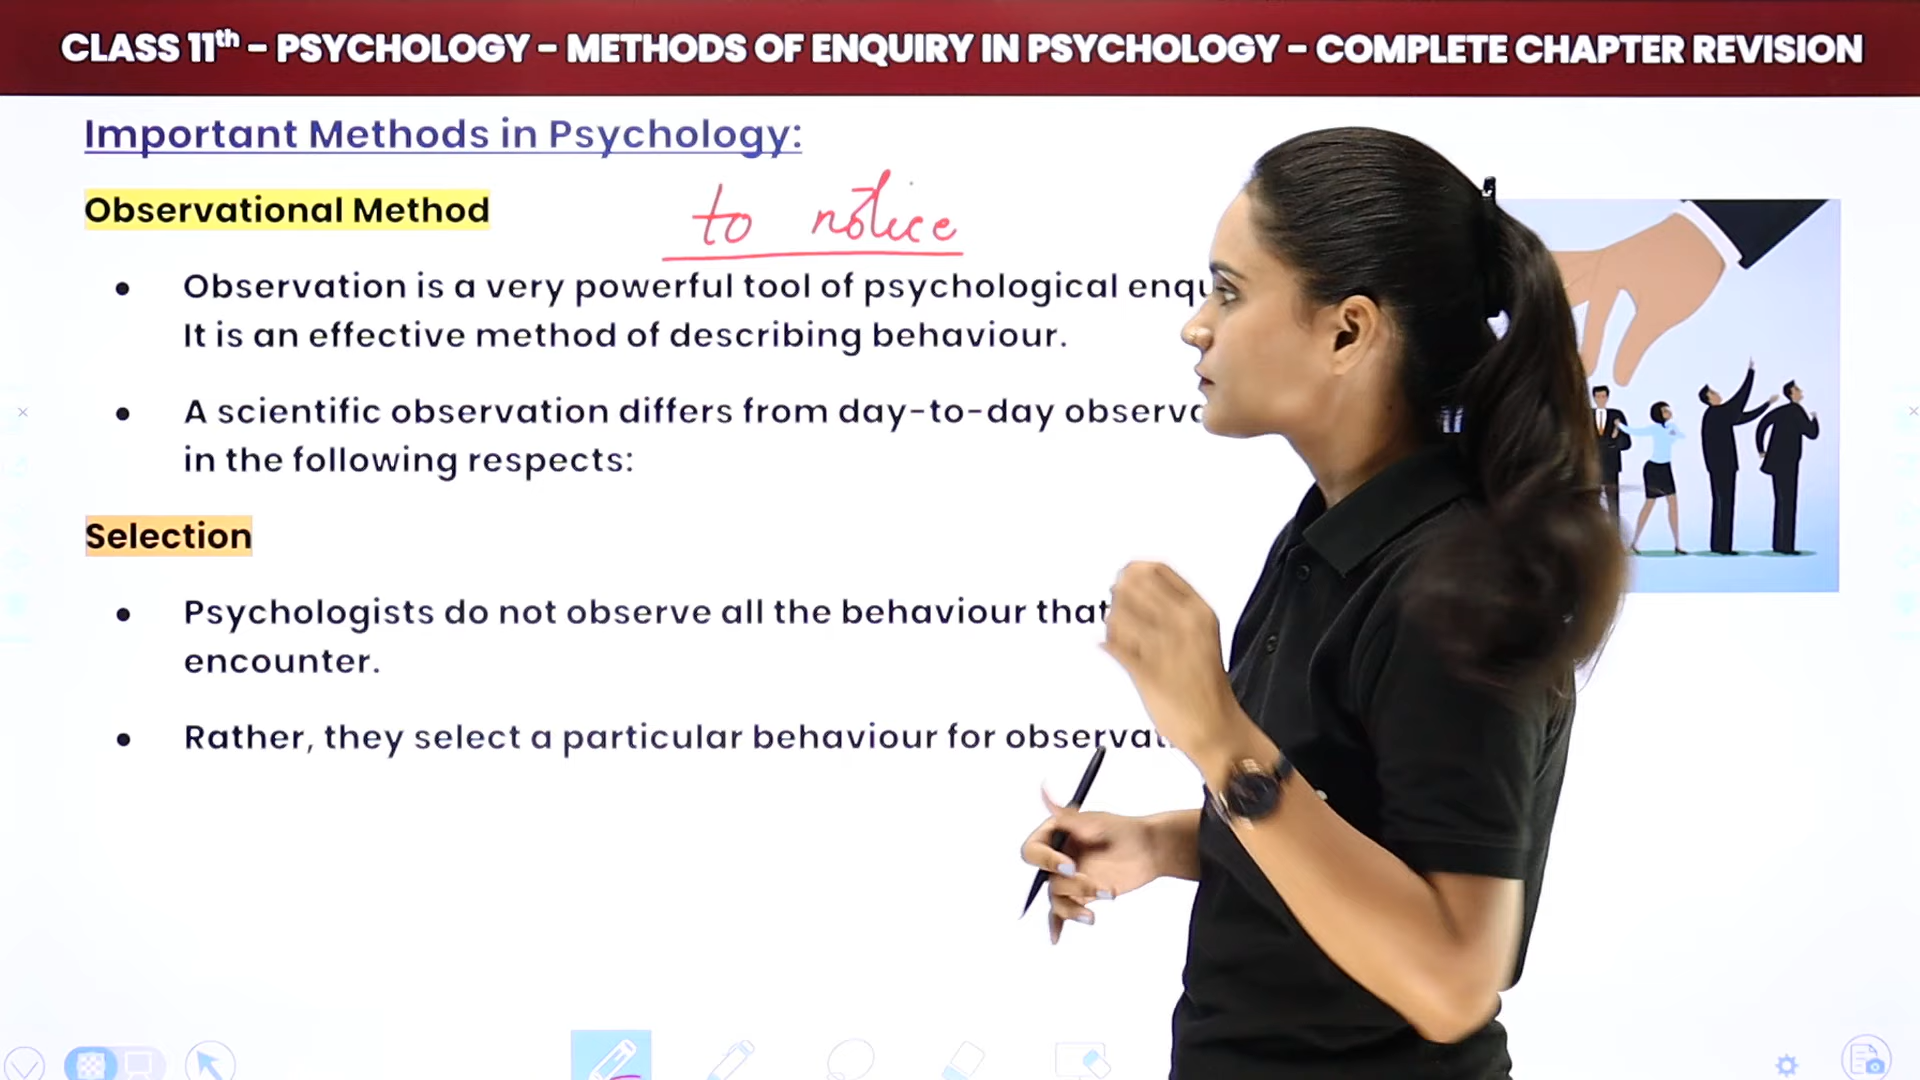 CLASS 11th – PSYCHOLOGY – METHODS OF ENQUIRY IN PSYCHOLOGY – COMPLETE CHAPTER REVISION
Important Methods in Psychology:
Observational Method
to notice
Observation is a very powerful tool of psychological
It is an effective method of describing behaviour.
A scientific observation differs from day-to-day
in the following respects:
Selection
Psychologists do not observe all the behaviour that
encounter.
Rather, they select a particular behaviour for